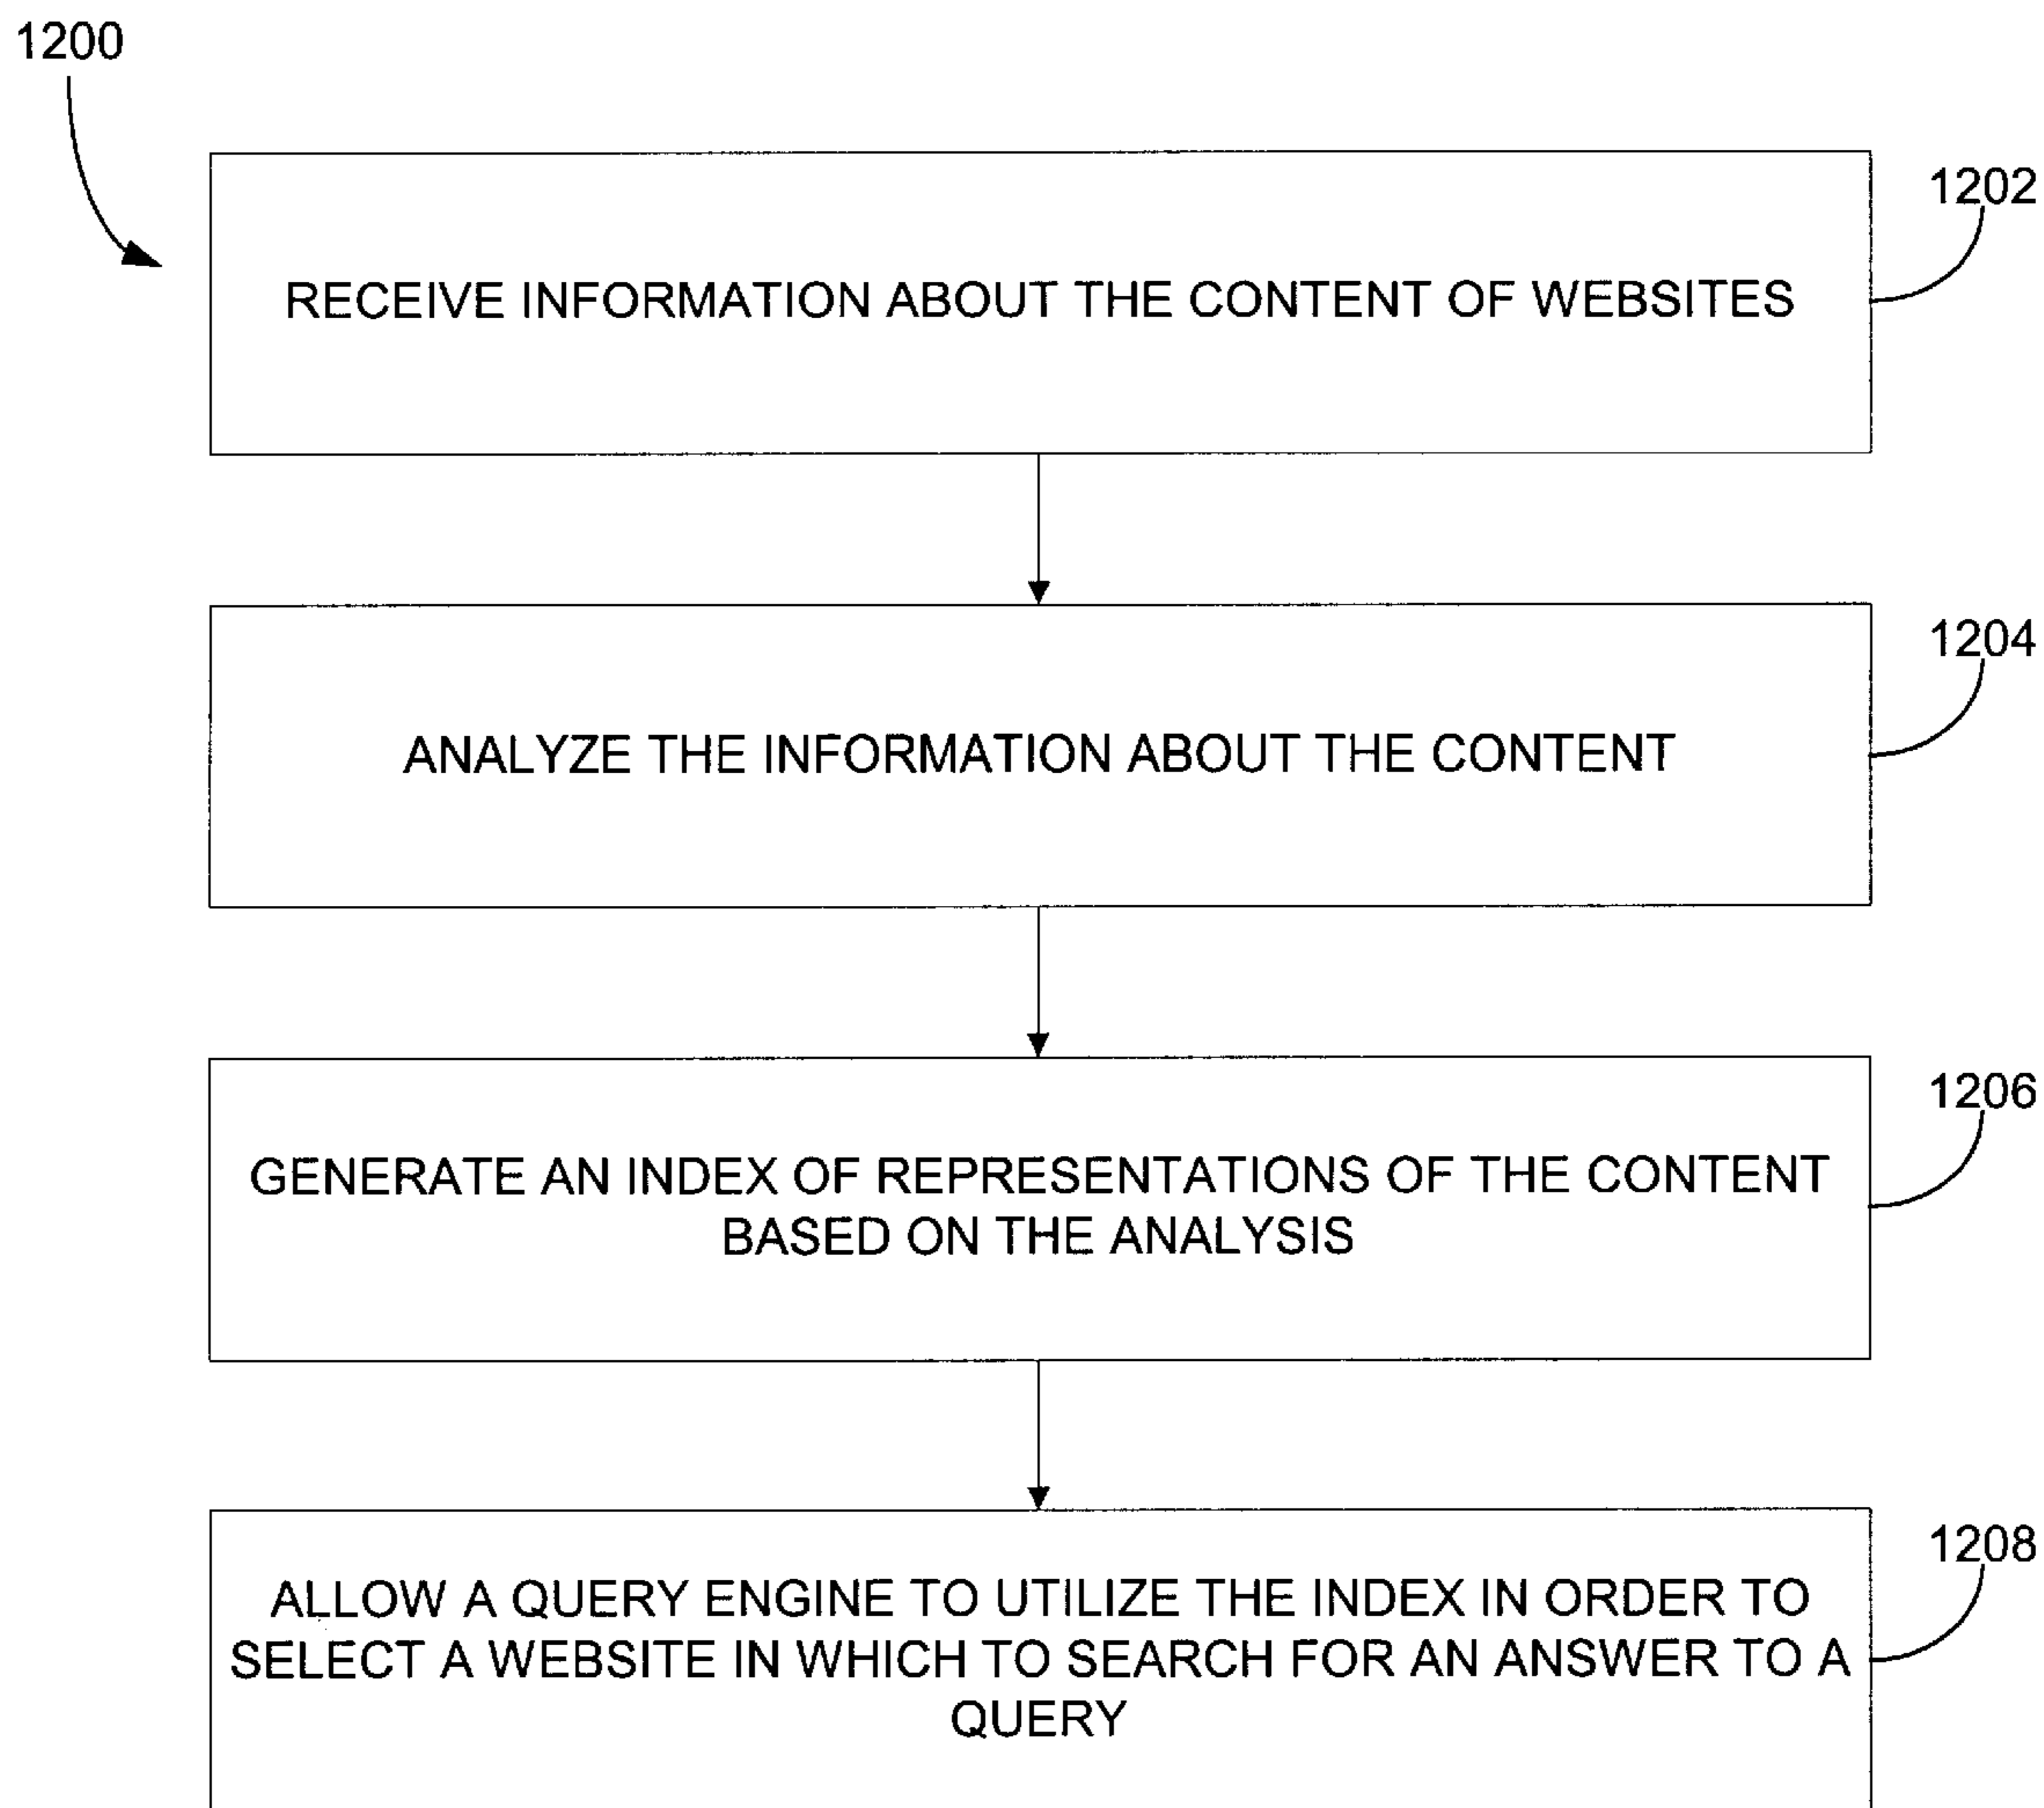 1200
1202
RECEIVE INFORMATION ABOUT THE CONTENT OF WEBSITES
1204
ANALYZE THE INFORMATION ABOUT THE CONTENT
1206
GENERATE AN INDEX OF REPRESENTATIONS OF THE CONTENT
BASED ON THE ANALYSIS
1208
ALLOW A QUERY ENGINE TO UTILIZE THE INDEX IN ORDER TO
SELECT A WEBSITE IN WHICH TO SEARCH FOR AN ANSWER TO A
QUERY